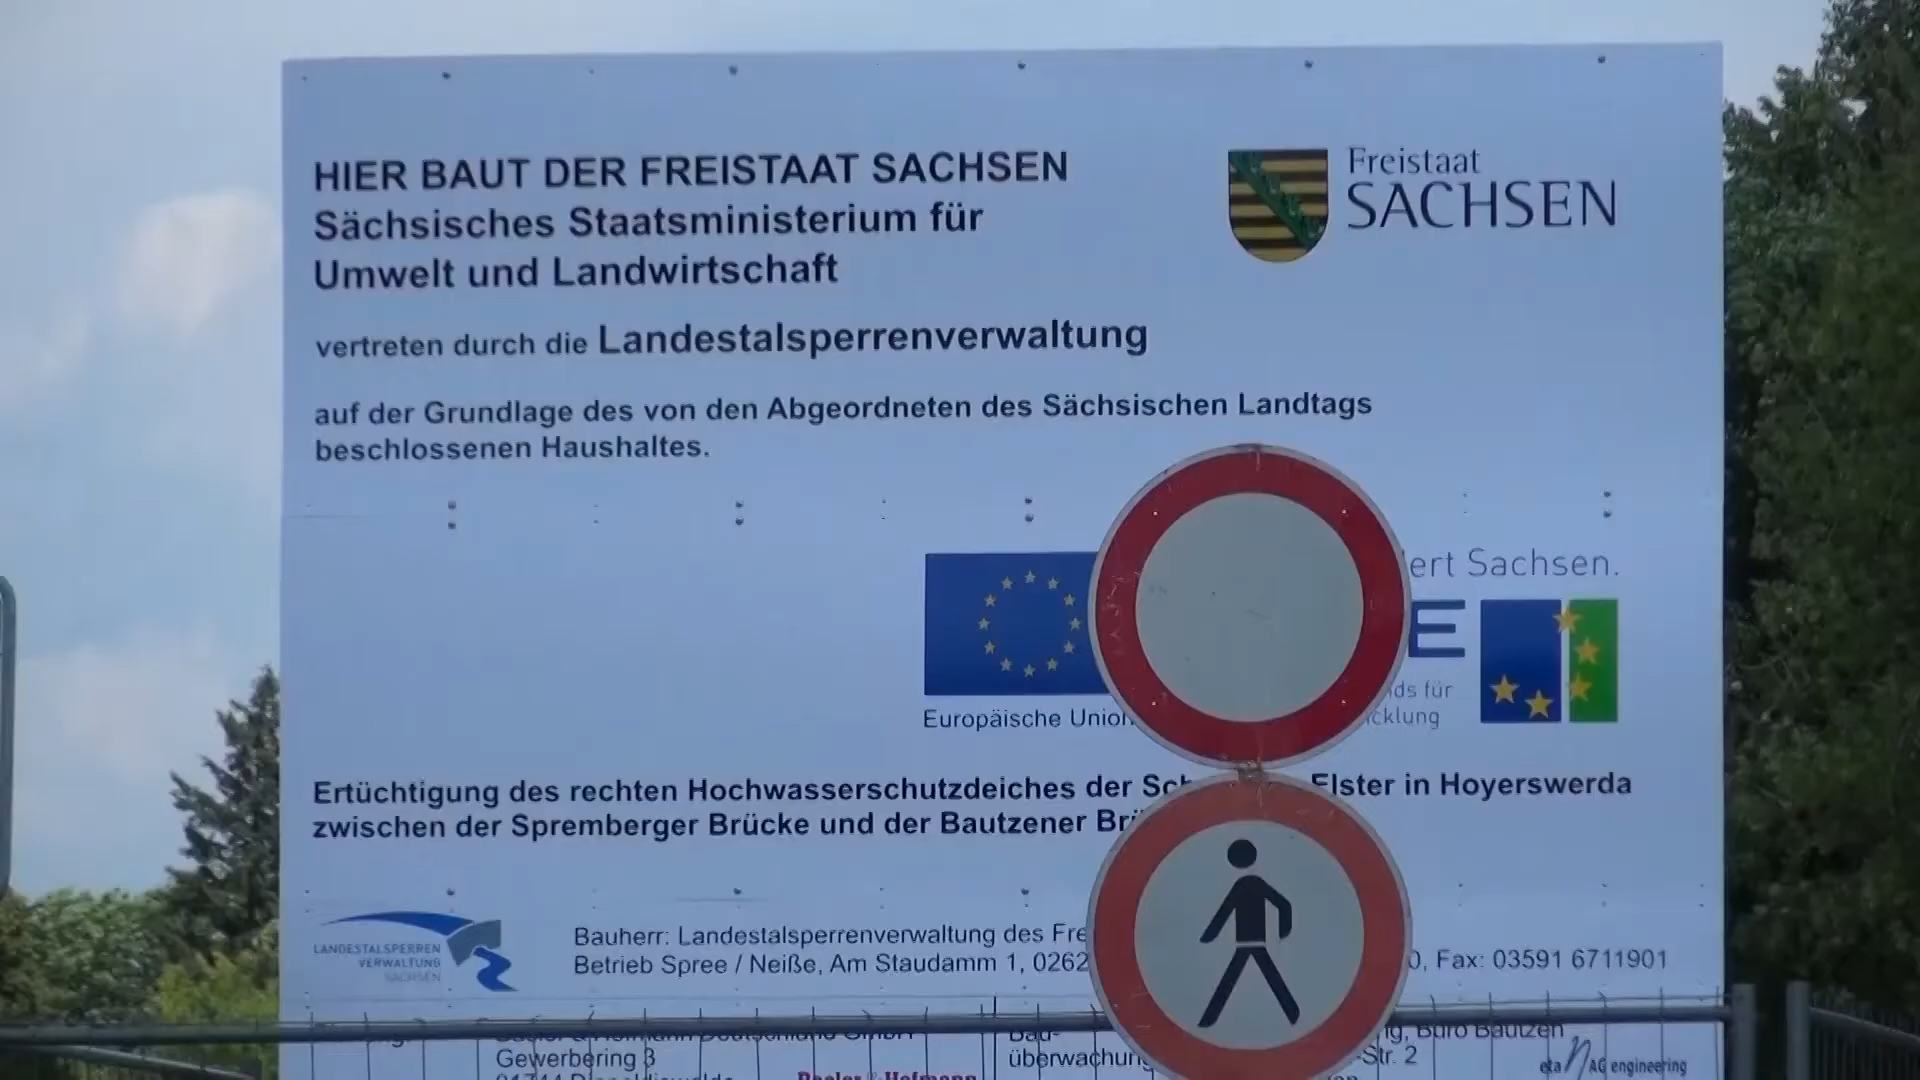 HIER BAUT DER FREISTAAT SACHSEN
Sächsisches Staatsministerium für
Umwelt und Landwirtschaft
Freistaat
SACHSEN
vertreten durch die Landestalsperrenverwaltung
auf der Grundlage des von den Abgeordneten des Sächsischen Landtags
beschlossenen Haushaltes.
ert Sachsen.
E
ds für
cklung
Europäische Union
Ertüchtigung des rechten Hochwasserschutzdeiches der Sch Elster in Hoyerswerda
zwischen der Spremberger Brücke und der Bautzener Brü
LANDESTALSPERREN
VERWALTUNG
SACHSEN
Bauherr: Landestalsperrenverwaltung des Fre
Betrieb Spree / Neiße, Am Staudamm 1, 0262 0, Fax: 03591 6711901
Gewerbering 3
Bau-
überwachung
Büro Bautzen
-Str. 2
eta AG engineering